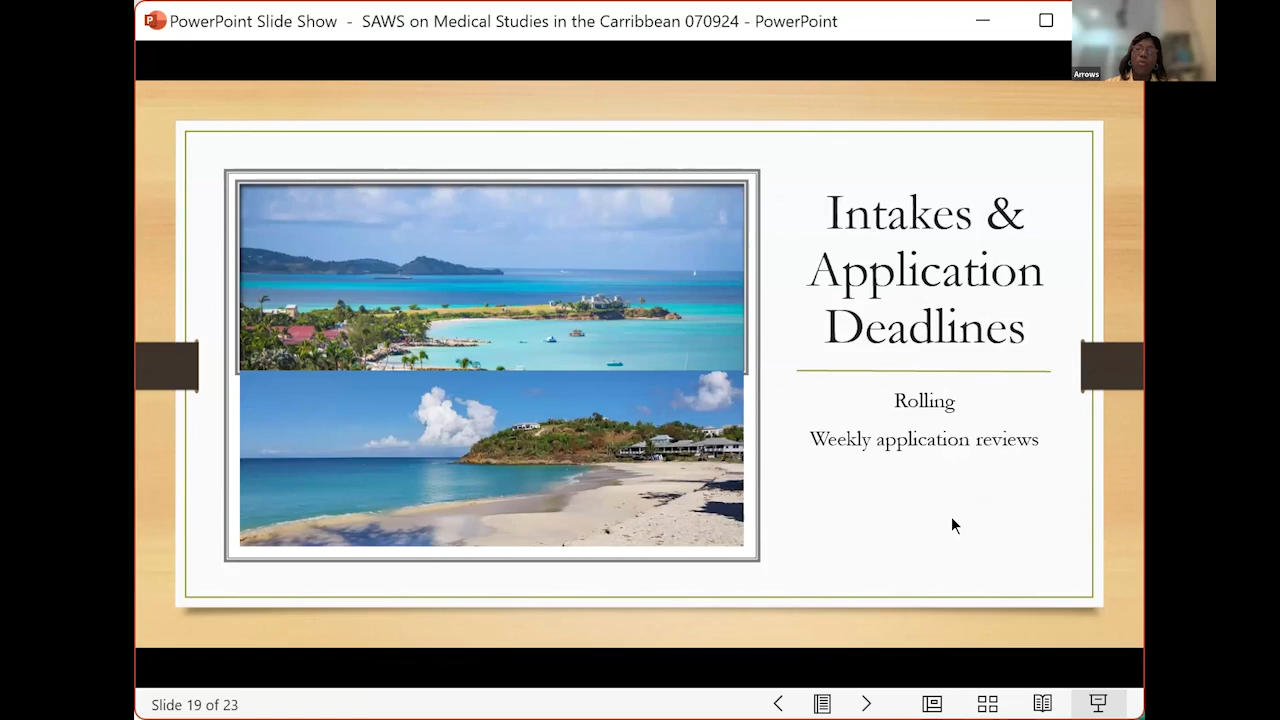 PowerPoint Slide Show - SAWS on Medical Studies in the Carribbean 070924 - PowerPoint
Arrows
Intakes &
Application
Deadlines
Rolling
Weekly application reviews
Slide 19 of 23